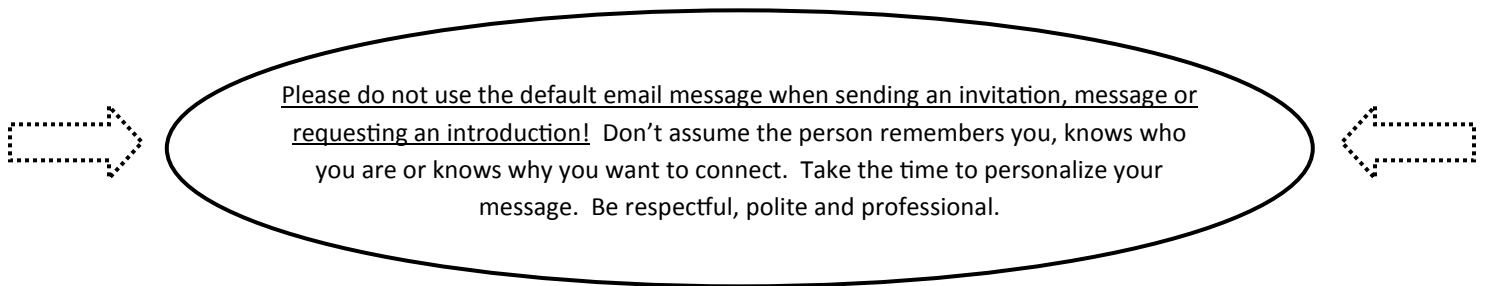 Please do not use the default email message when sending an invitation, message or
requesting an introduction!  Don’t assume the person remembers you, knows who
you are or knows why you want to connect.  Take the time to personalize your
message.  Be respectful, polite and professional.